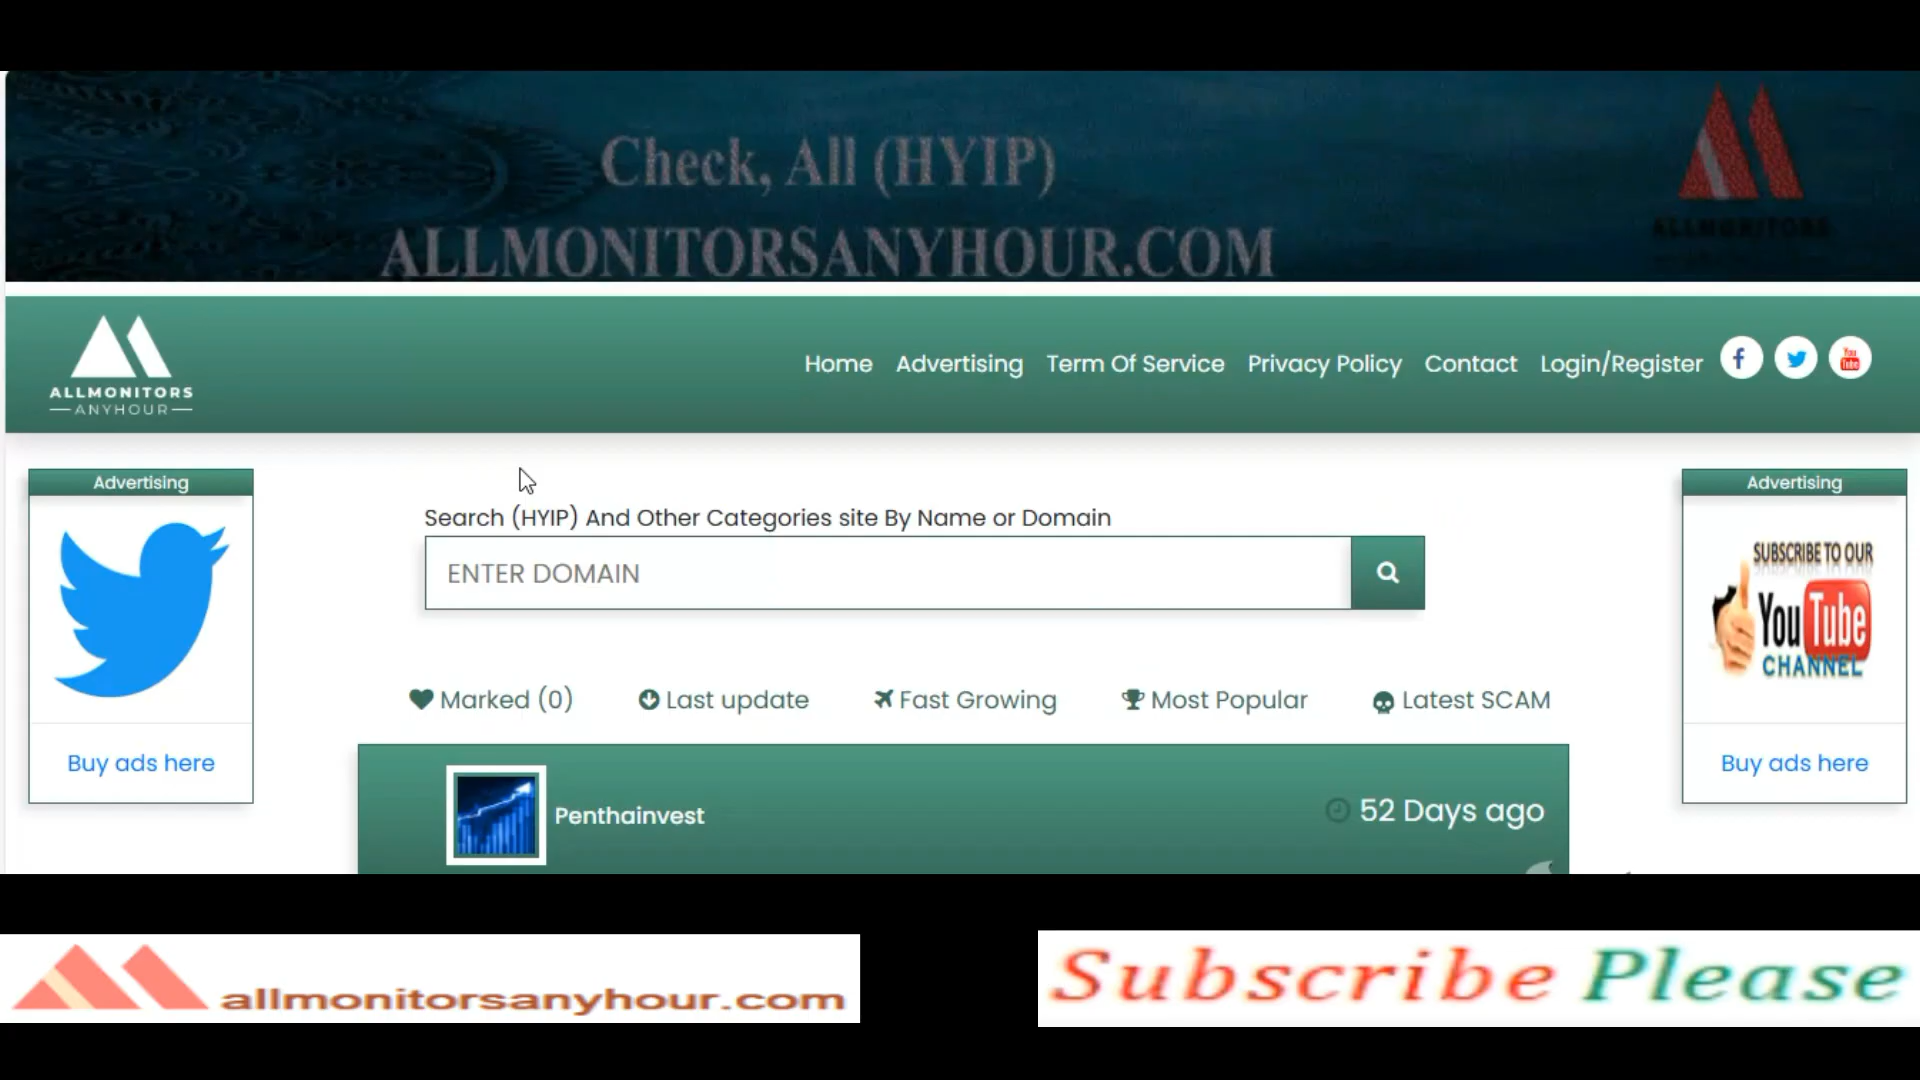 Check, All (HYIP)
ALLMONITORSANYHOUR.COM
ALLMONITORS
ALLMONITORS
ANYHOUR
Home Advertising Term Of Service Privacy Policy Contact Login/Register
You Tube
Advertising
Buy ads here
Search (HYIP) And Other Categories site By Name or Domain
ENTER DOMAIN
Advertising
SUBSCRIBE TO OUR
YouTube
CHANNEL
Buy ads here
Marked (0) Last update Fast Growing Most Popular Latest SCAM
Penthainvest
52 Days ago
allmonitorsanyhour.com
Subscribe Please